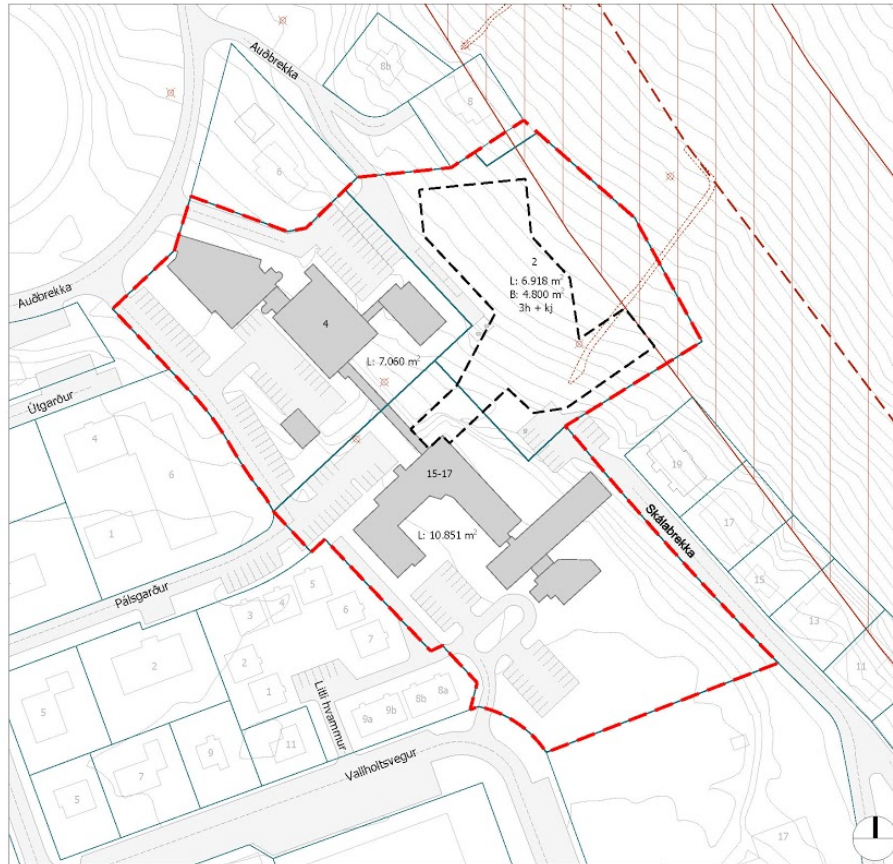 Auðbrekka
8b
8
6
2
L: 6.918 m²
B: 4.800 m²
3h + kj
Auðbrekka
4
L: 7.060 m²
Útgarður
4
6
1
15-17
L: 10.851 m²
19
17
Skálabrekka
15
13
11
Pálsgarður
5
4
3
6
7
2
2
1
Litli hvammur
8a
8b
9b
9a
5
7
9
11
5
Vallholtsvegur
17